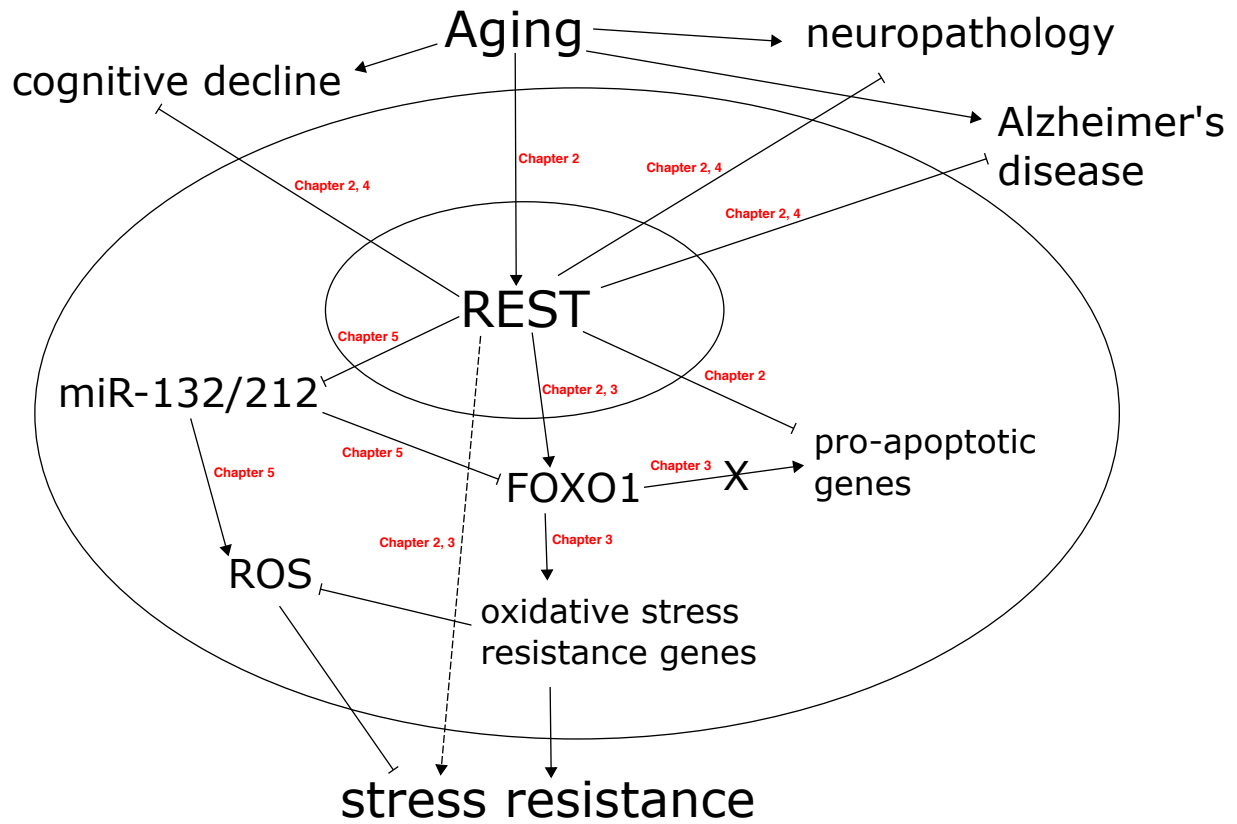 Aging
neuropathology
cognitive decline
Alzheimer's
disease
Chapter 2
Chapter 2, 4
Chapter 2, 4
Chapter 2, 4
REST
Chapter 5
Chapter 2
Chapter 2, 3
miR-132/212
pro-apoptotic
genes
Chapter 5
Chapter 5
Chapter 3
X
FOXO1
Chapter 2, 3
Chapter 3
ROS
oxidative stress
resistance genes
stress resistance